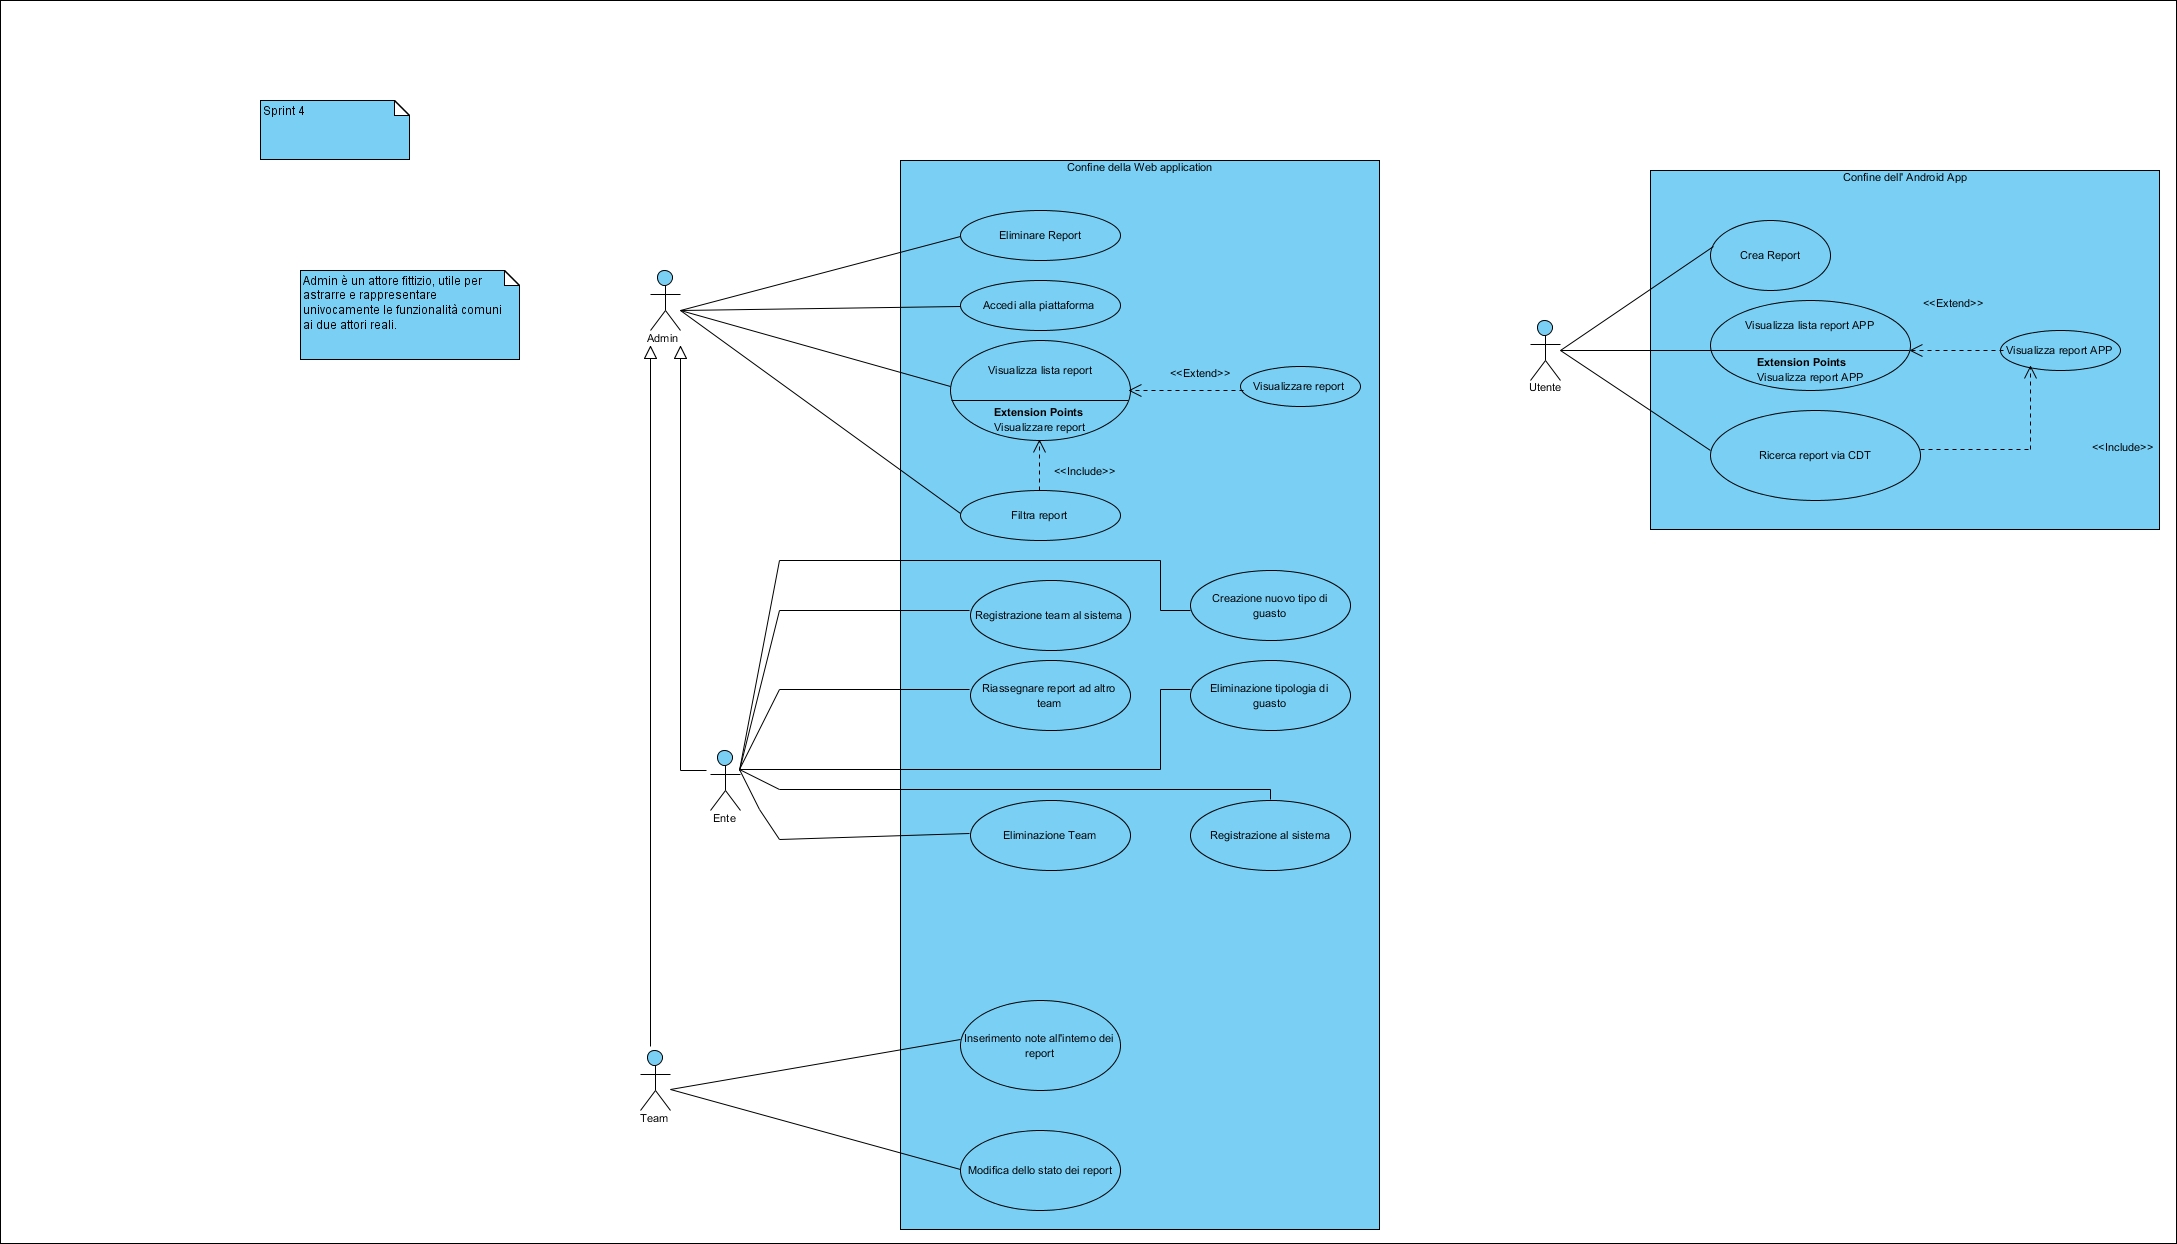 Sprint 4
Admin è un attore fittizio, utile per
astrarre e rappresentare
univocamente le funzionalità comuni
ai due attori reali.
Admin
Ente
Team
Confine della Web application
Eliminare Report
Accedi alla piattaforma
Visualizza lista report
Extension Points
Visualizzare report
<<Extend>>
Visualizzare report
<<Include>>
Filtra report
Registrazione team al sistema
Creazione nuovo tipo di
guasto
Riassegnare report ad altro
team
Eliminazione tipologia di
guasto
Eliminazione Team
Registrazione al sistema
Inserimento note all'interno dei
report
Modifica dello stato dei report
Utente
Confine dell' Android App
Crea Report
Visualizza lista report APP
Extension Points
Visualizza report APP
<<Extend>>
Visualizza report APP
Ricerca report via CDT
<<Include>>